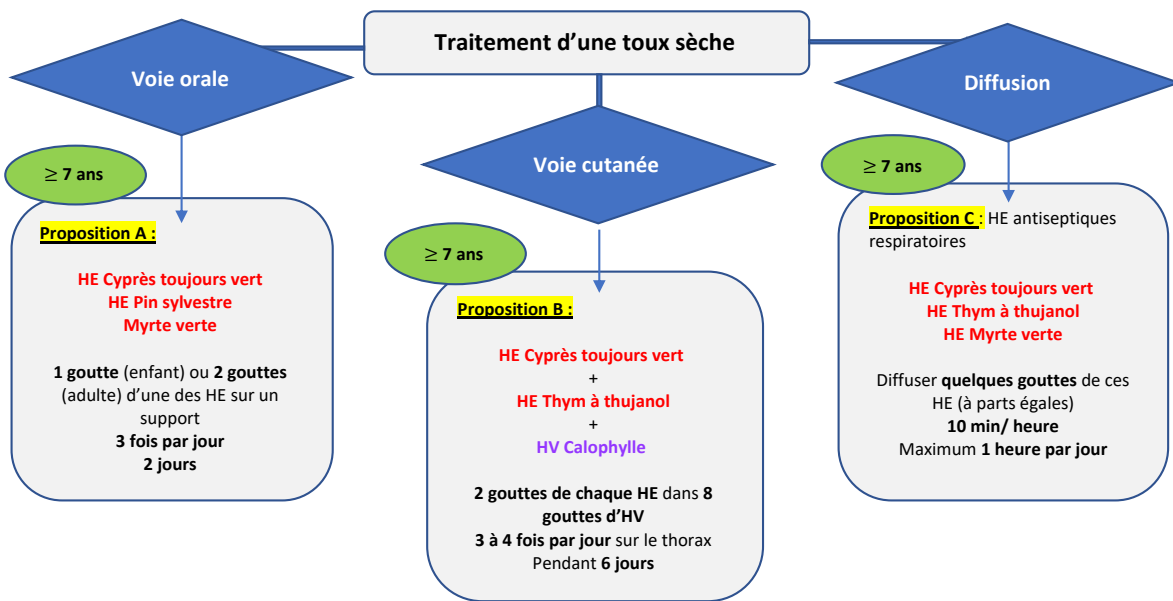 Traitement d'une toux sèche
Voie orale
≥ 7 ans
Proposition A :
HE Cyprès toujours vert
HE Pin sylvestre
Myrte verte
1 goutte (enfant) ou 2 gouttes
(adulte) d'une des HE sur un
support
3 fois par jour
2 jours
Voie cutanée
≥ 7 ans
Proposition B :
HE Cyprès toujours vert
+
HE Thym à thujanol
+
HV Calophylle
2 gouttes de chaque HE dans 8
gouttes d'HV
3 à 4 fois par jour sur le thorax
Pendant 6 jours
Diffusion
≥ 7 ans
Proposition C : HE antiseptiques
respiratoires
HE Cyprès toujours vert
HE Thym à thujanol
HE Myrte verte
Diffuser quelques gouttes de ces
HE (à parts égales)
10 min/ heure
Maximum 1 heure par jour